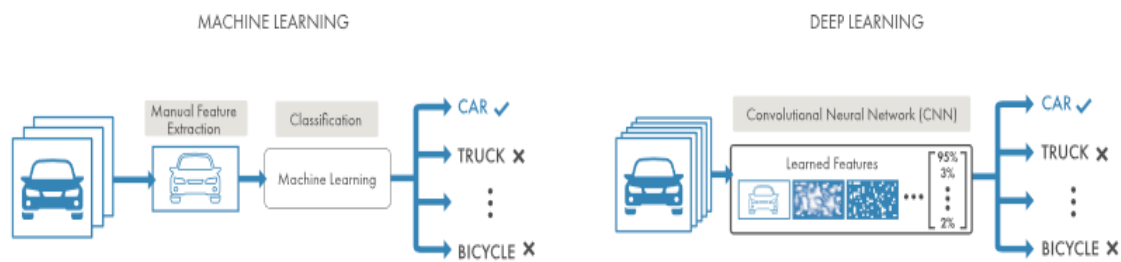 MACHINE LEARNING
Manual Feature
Extraction
Classification
Machine Learning
CAR ✓
TRUCK ✗
⋮
BICYCLE ✗
DEEP LEARNING
Convolutional Neural Network (CNN)
Learned Features
...
95%
3%
⋮
2%
CAR ✓
TRUCK ✗
⋮
BICYCLE ✗